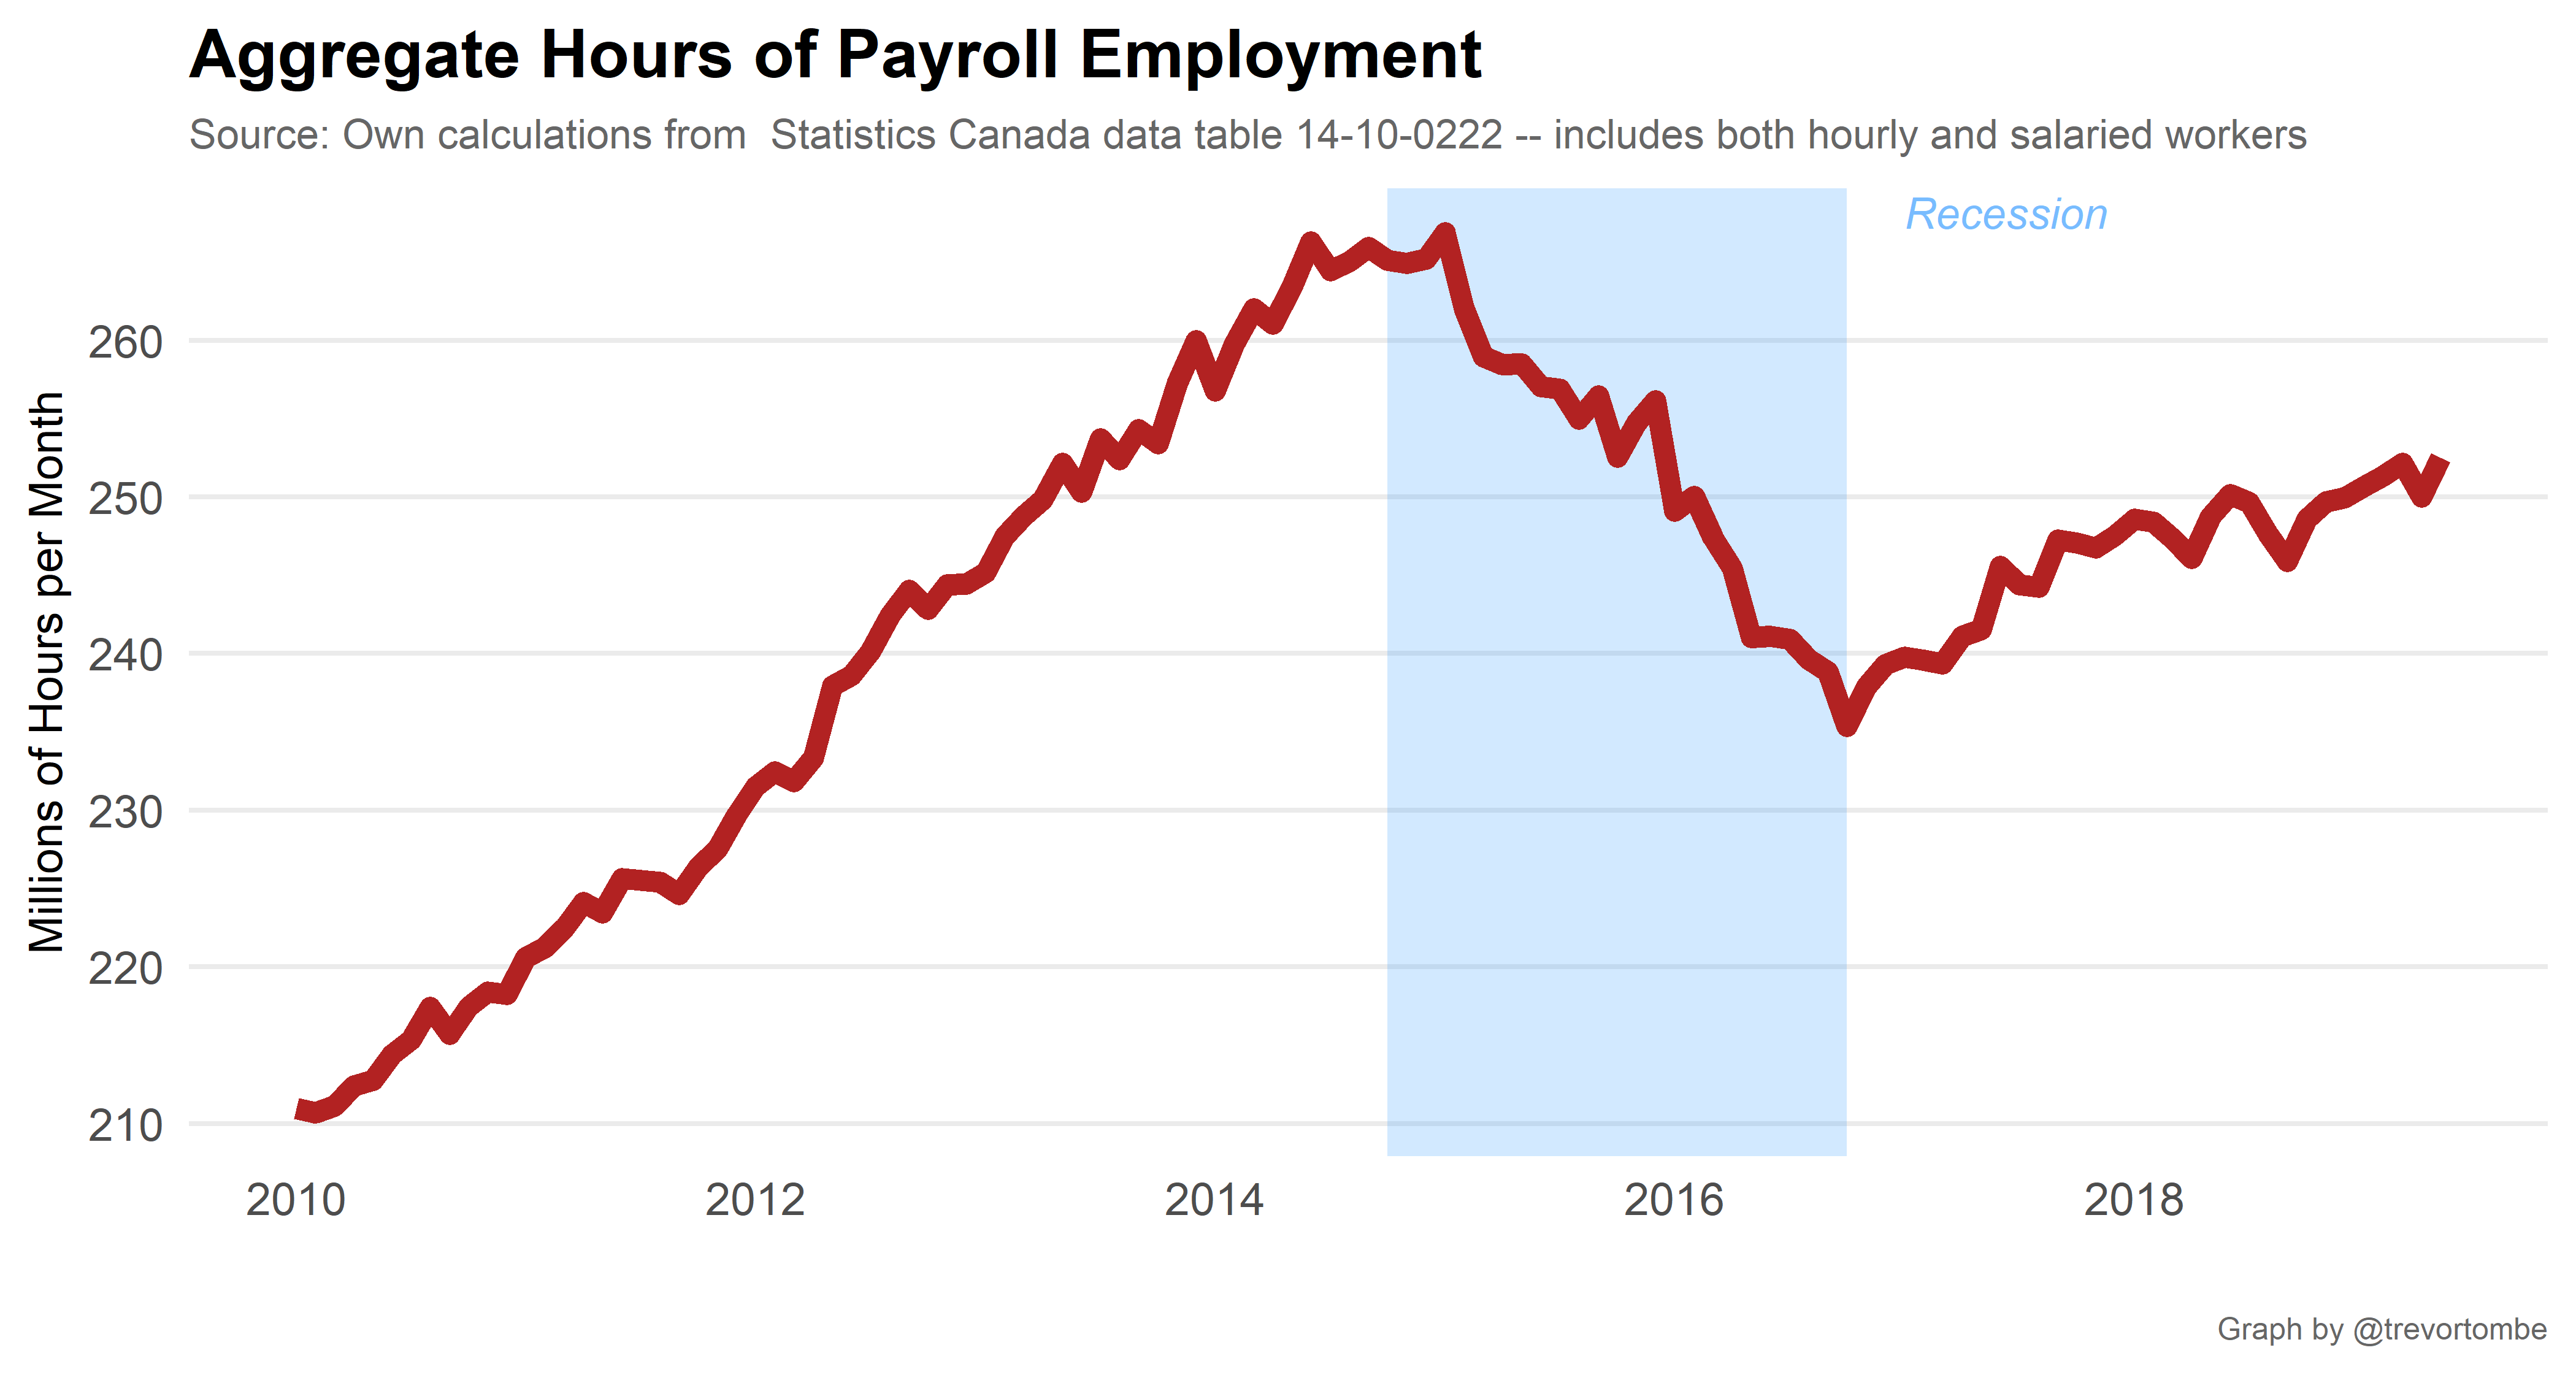 Aggregate Hours of Payroll Employment
Source: Own calculations from  Statistics Canada data table 14-10-0222 -- includes both hourly and salaried workers
Recession
Millions of Hours per Month
260
250
240
230
220
210
2010
2012
2014
2016
2018
Graph by @trevortombe